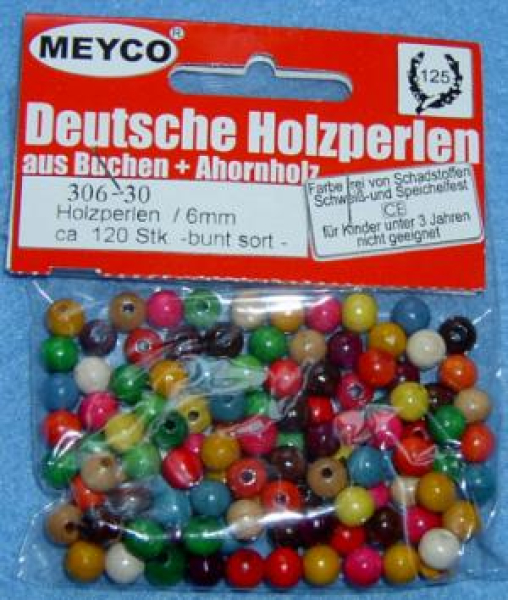 MEYCO®
125
Deutsche Holzperlen
aus Buchen + Ahornholz
306-30
Holzperlen / 6mm
ca 120 Stk -bunt sort -
Farbe frei von Schadstoffen
Schweiß-und Speichelfest
CE
für Kinder unter 3 Jahren
nicht geeignet